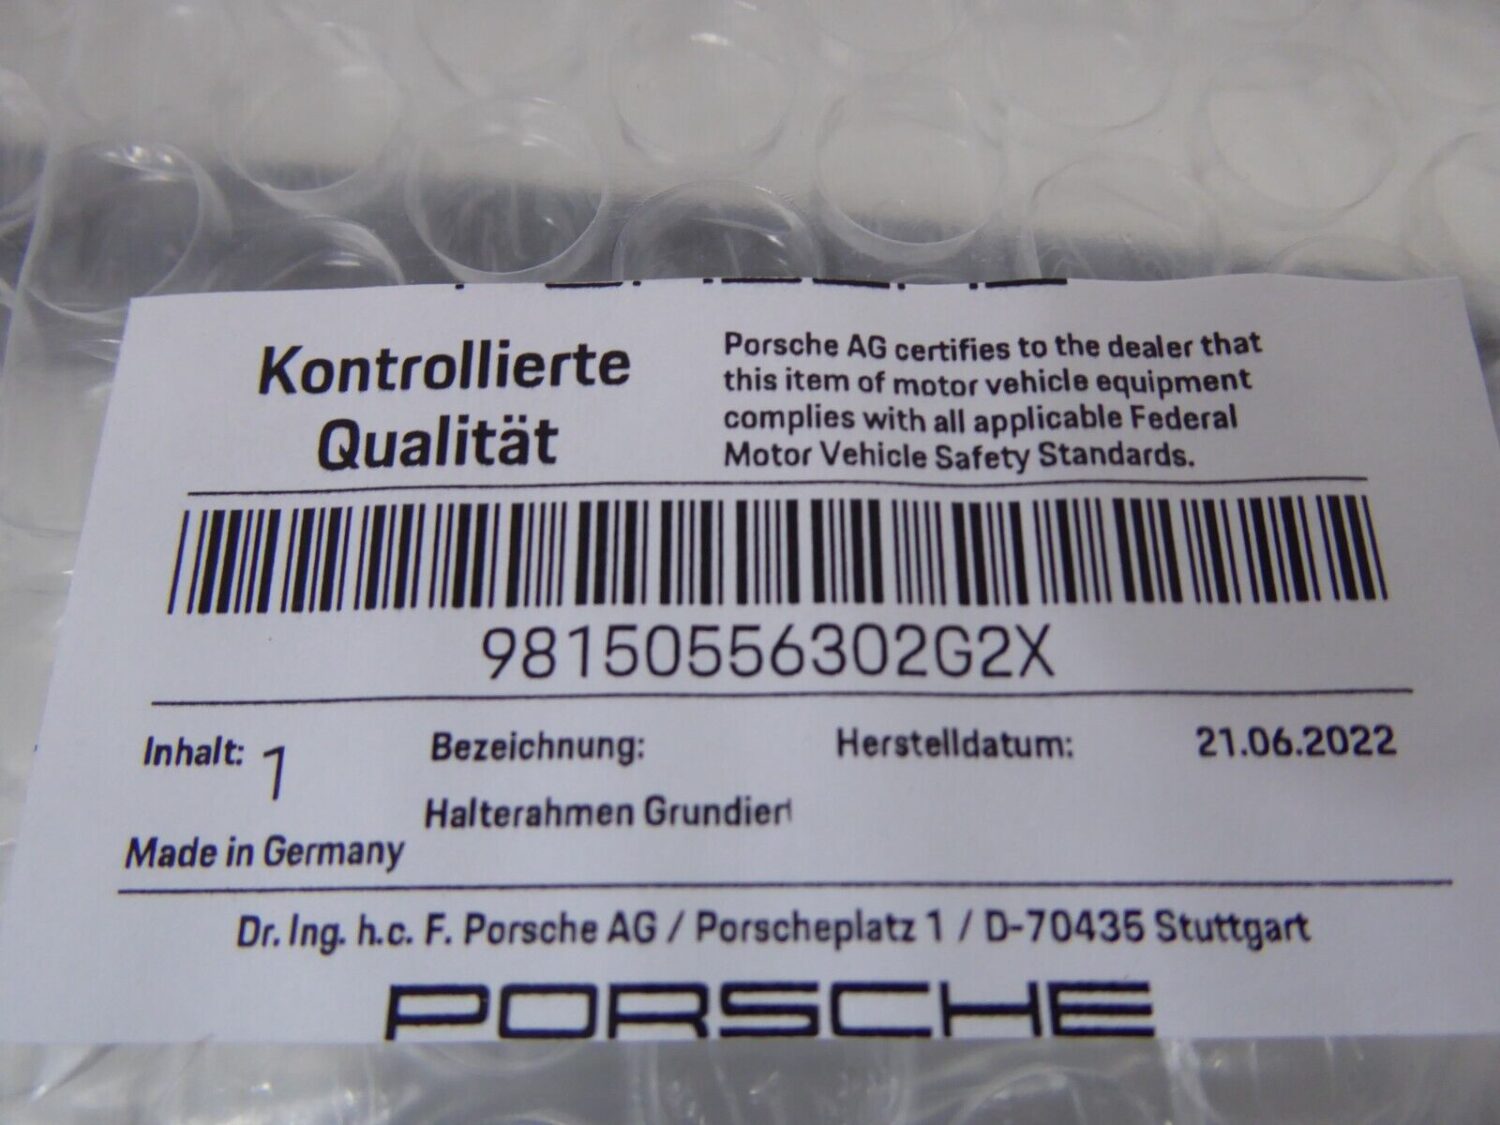 Kontrollierte
Qualität
Porsche AG certifies to the dealer that
this item of motor vehicle equipment
complies with all applicable Federal
Motor Vehicle Safety Standards.
98150556302G2X
Inhalt: 1
Bezeichnung:
Herstelldatum: 21.06.2022
Halterahmen Grundiert
Made in Germany
Dr. Ing. h.c. F. Porsche AG / Porscheplatz 1 / D-70435 Stuttgart
PORSCHE